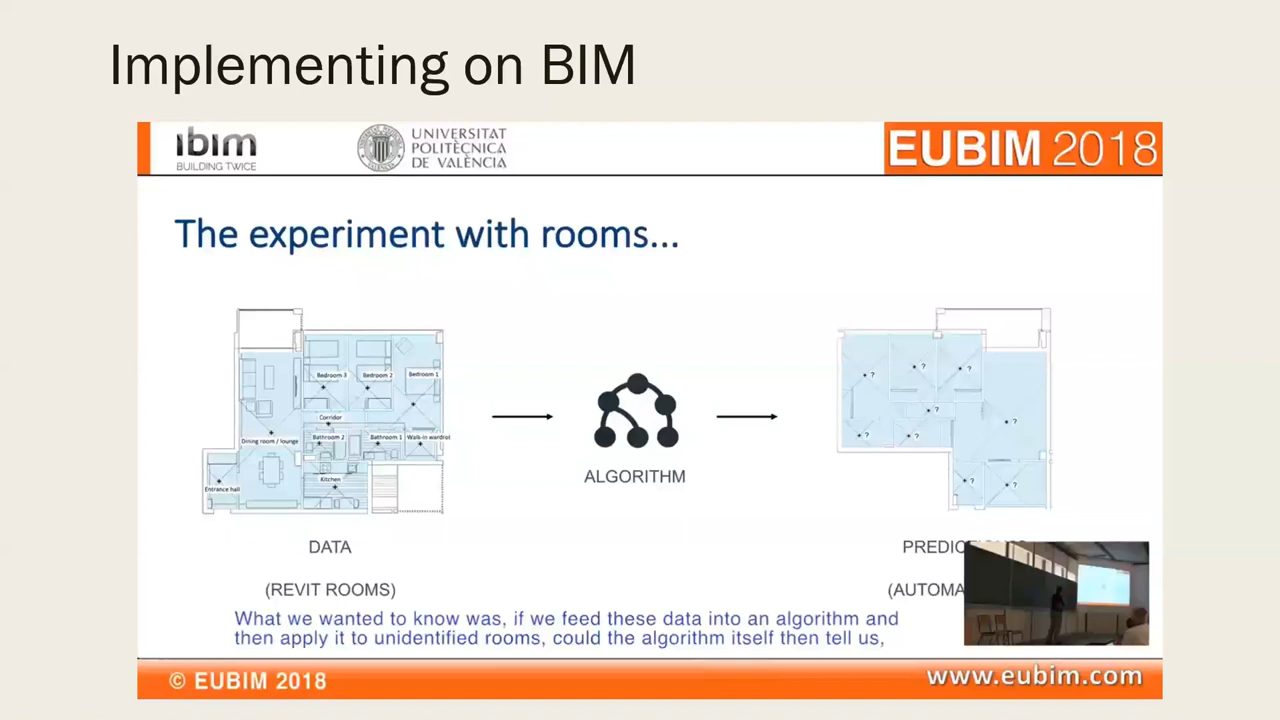 Implementing on BIM
ibim
BUILDING TWICE
UNIVERSITAT
POLITÈCNICA
DE VALÈNCIA
EUBIM 2018
The experiment with rooms...
Bedroom 3
Bedroom 2
Bedroom 1
Corridor
Dining room / lounge
Bathroom 2
Bathroom 1
Walk-in wardrob
Kitchen
Entrance hall
?
?
?
?
?
?
?
?
ALGORITHM
DATA
(REVIT ROOMS)
What we wanted to know was, if we feed these data into an algorithm and
then apply it to unidentified rooms, could the algorithm itself then tell us,
© EUBIM 2018
www.eubim.com